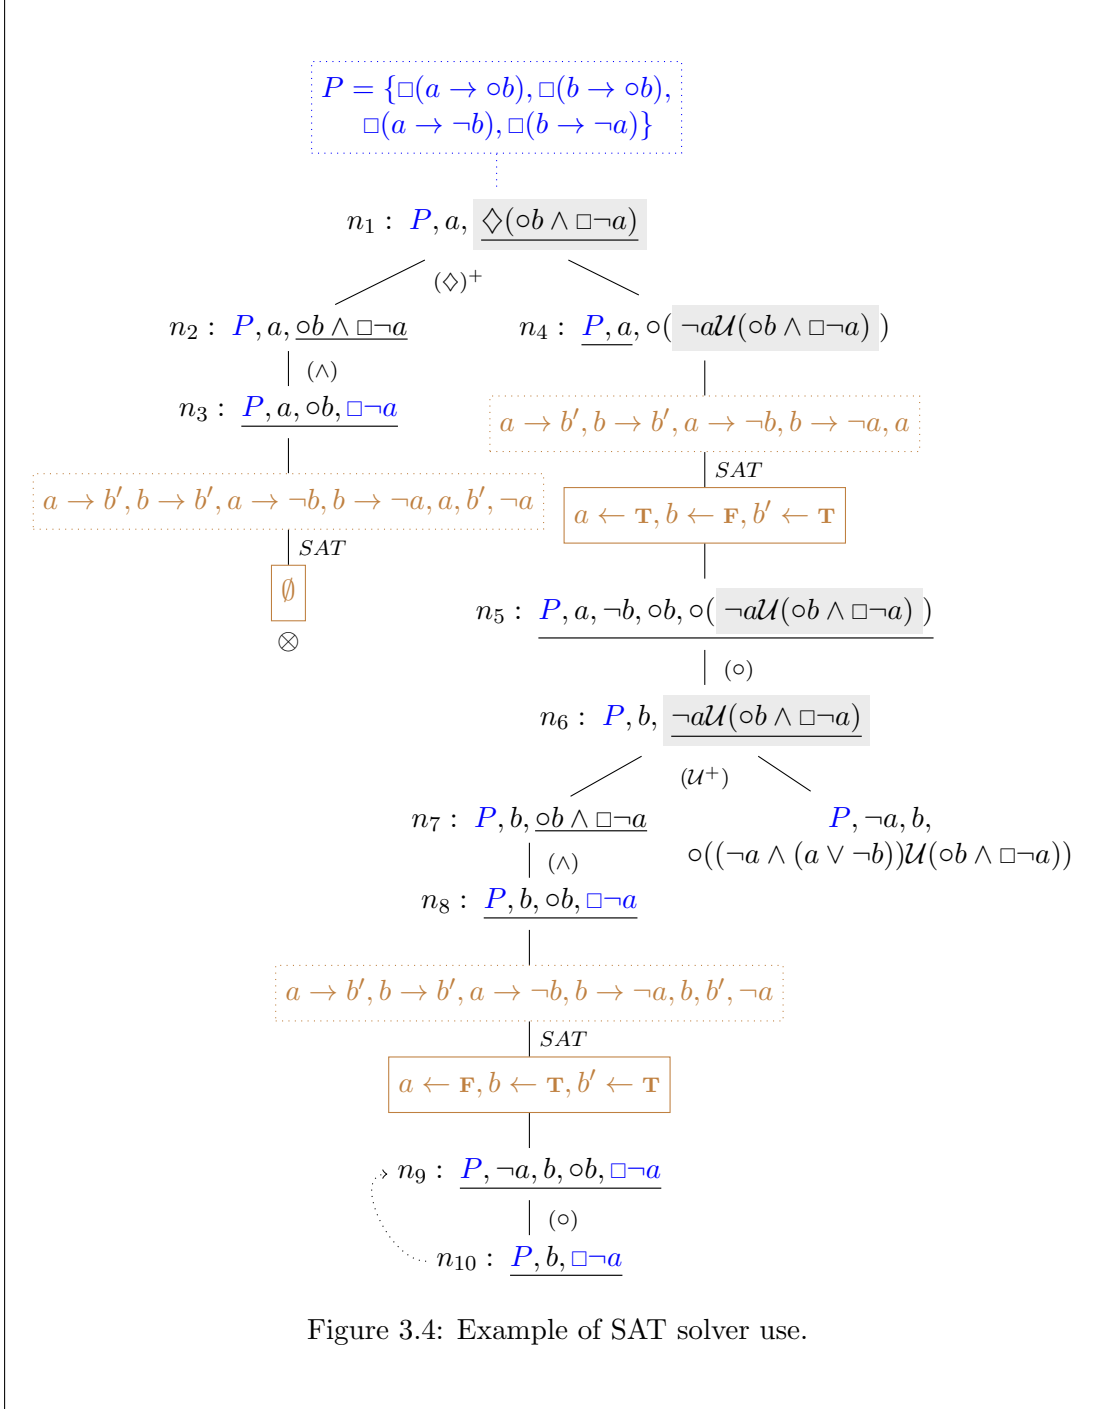 P = {□(a → ○b), □(b → ○b),
□(a → ¬b), □(b → ¬a)}
n₁ : P, a, ◇(○b ∧ □¬a)
(◇)⁺
n₂ : P, a, ○b ∧ □¬a
n₄ : P, a, ○( ¬a𝒰(○b ∧ □¬a) )
(∧)
n₃ : P, a, ○b, □¬a
a → b′, b → b′, a → ¬b, b → ¬a, a
SAT
a → b′, b → b′, a → ¬b, b → ¬a, a, b′, ¬a
a ← T, b ← F, b′ ← T
SAT
∅
⊗
n₅ : P, a, ¬b, ○b, ○( ¬a𝒰(○b ∧ □¬a) )
(○)
n₆ : P, b, ¬a𝒰(○b ∧ □¬a)
(𝒰⁺)
n₇ : P, b, ○b ∧ □¬a
P, ¬a, b,
○((¬a ∧ (a ∨ ¬b))𝒰(○b ∧ □¬a))
(∧)
n₈ : P, b, ○b, □¬a
a → b′, b → b′, a → ¬b, b → ¬a, b, b′, ¬a
SAT
a ← F, b ← T, b′ ← T
n₉ : P, ¬a, b, ○b, □¬a
(○)
n₁₀ : P, b, □¬a
Figure 3.4: Example of SAT solver use.